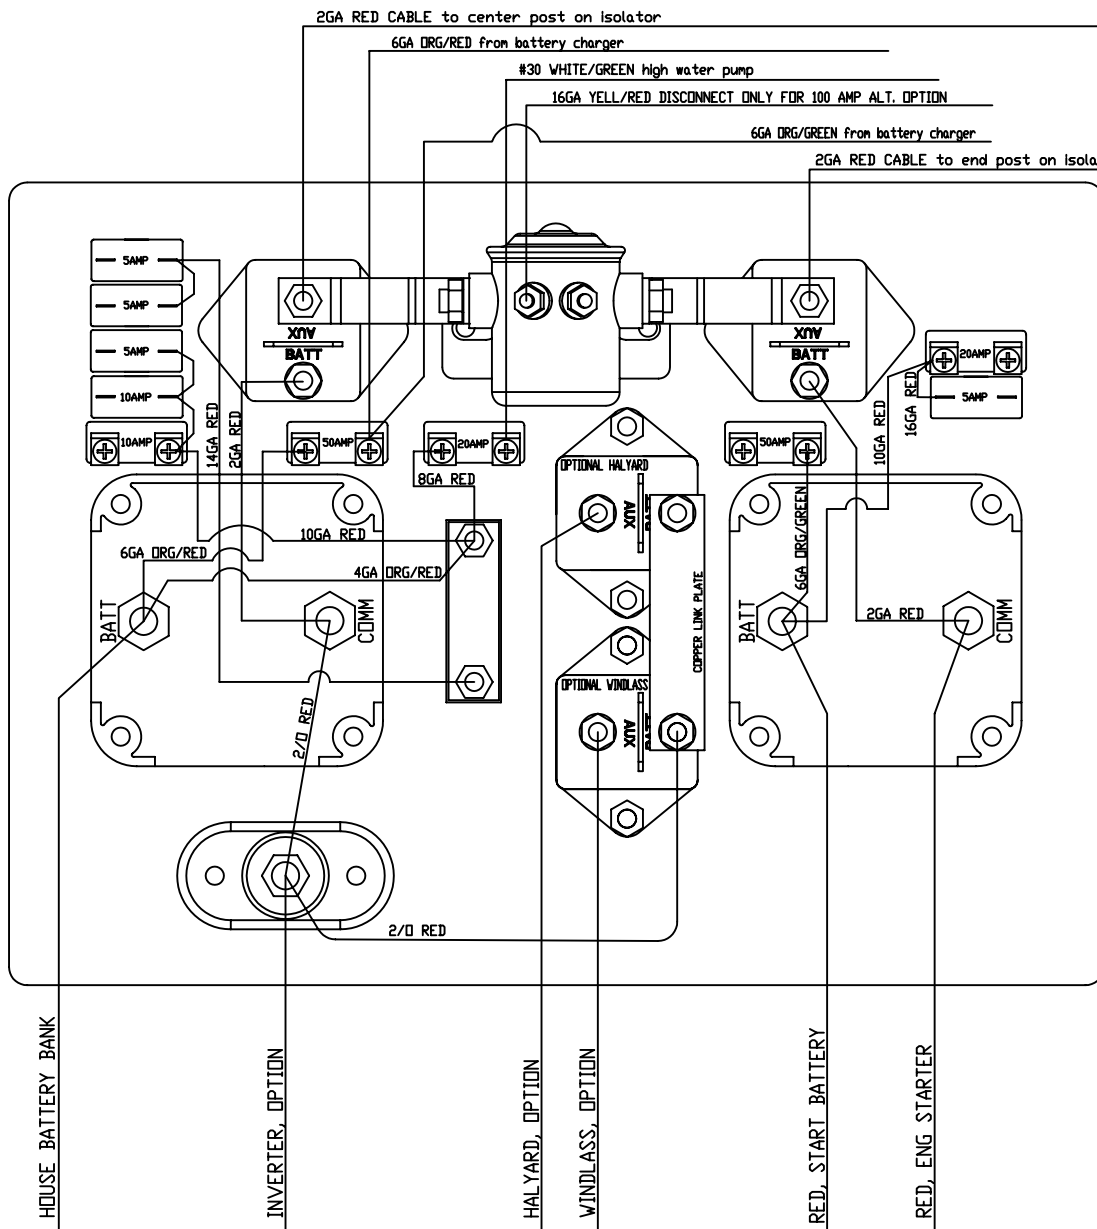 2GA RED CABLE to center post on isolator
6GA ORG/RED from battery charger
#30 WHITE/GREEN high water pump
16GA YELL/RED DISCONNECT ONLY FOR 100 AMP ALT. OPTION
6GA ORG/GREEN from battery charger
2GA RED CABLE to end post on isola
5AMP
5AMP
5AMP
10AMP
10AMP
AUX
BATT
AUX
BATT
20AMP
5AMP
14GA RED
2GA RED
50AMP
20AMP
50AMP
10GA RED
16GA RED
8GA RED
OPTIONAL HALYARD
AUX
BATT
10GA RED
6GA ORG/RED
4GA ORG/RED
6GA ORG/GREEN
BATT
COMM
COPPER LINK PLATE
BATT
2GA RED
COMM
OPTIONAL WINDLASS
AUX
BATT
2/0 RED
2/0 RED
HOUSE BATTERY BANK
INVERTER, OPTION
HALYARD, OPTION
WINDLASS, OPTION
RED, START BATTERY
RED, ENG STARTER